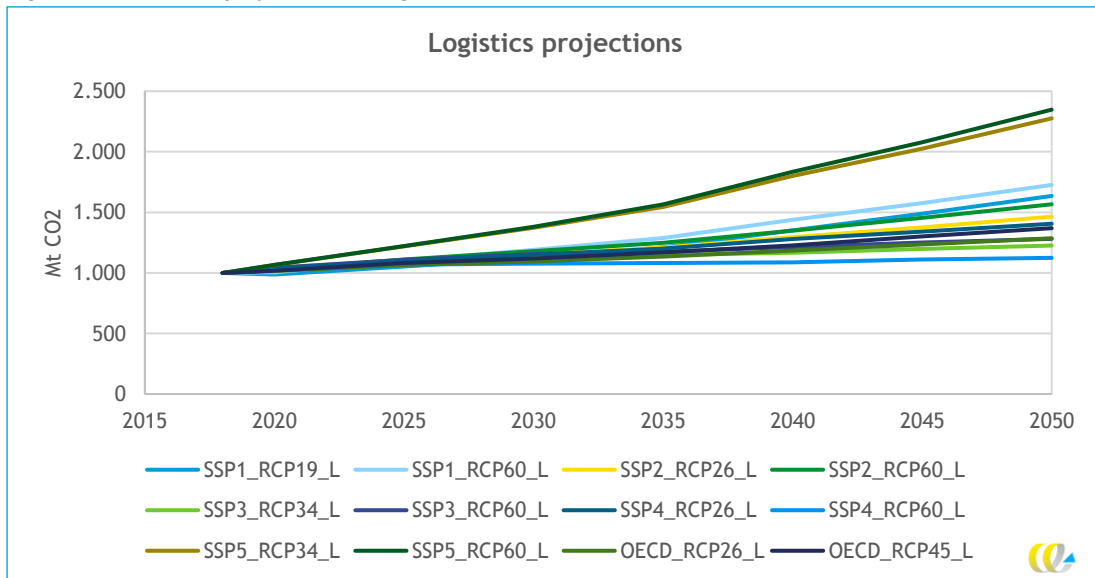 Logistics projections
Mt CO2
2.500
2.000
1.500
1.000
500
0
2015 2020 2025 2030 2035 2040 2045 2050
SSP1_RCP19_L SSP1_RCP60_L SSP2_RCP26_L SSP2_RCP60_L
SSP3_RCP34_L SSP3_RCP60_L SSP4_RCP26_L SSP4_RCP60_L
SSP5_RCP34_L SSP5_RCP60_L OECD_RCP26_L OECD_RCP45_L